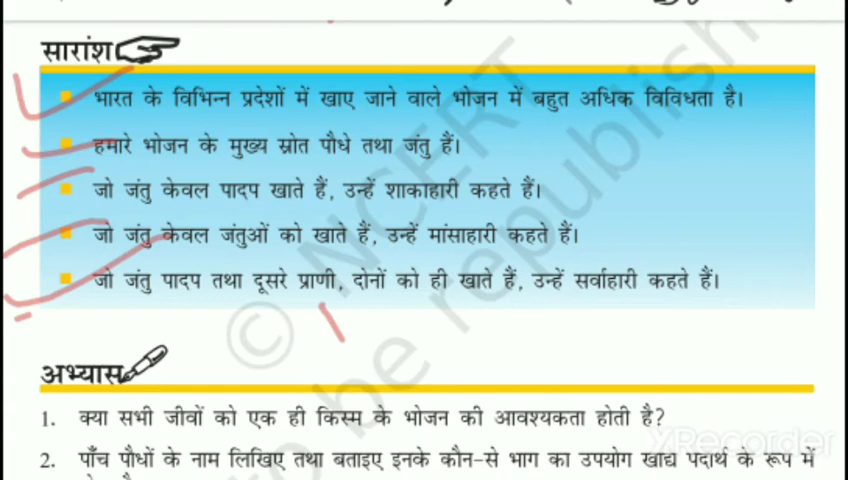 सारांश
भारत के विभिन्न प्रदेशों में खाए जाने वाले भोजन में बहुत अधिक विविधता है।
हमारे भोजन के मुख्य स्रोत पौधे तथा जंतु हैं।
जो जंतु केवल पादप खाते हैं, उन्हें शाकाहारी कहते हैं।
जो जंतु केवल जंतुओं को खाते हैं, उन्हें मांसाहारी कहते हैं।
जो जंतु पादप तथा दूसरे प्राणी, दोनों को ही खाते हैं, उन्हें सर्वाहारी कहते हैं।
© NCERT
to be republish
अभ्यास
1. क्या सभी जीवों को एक ही किस्म के भोजन की आवश्यकता होती है?
XRecorder
2. पाँच पौधों के नाम लिखिए तथा बताइए इनके कौन-से भाग का उपयोग खाद्य पदार्थ के रूप में